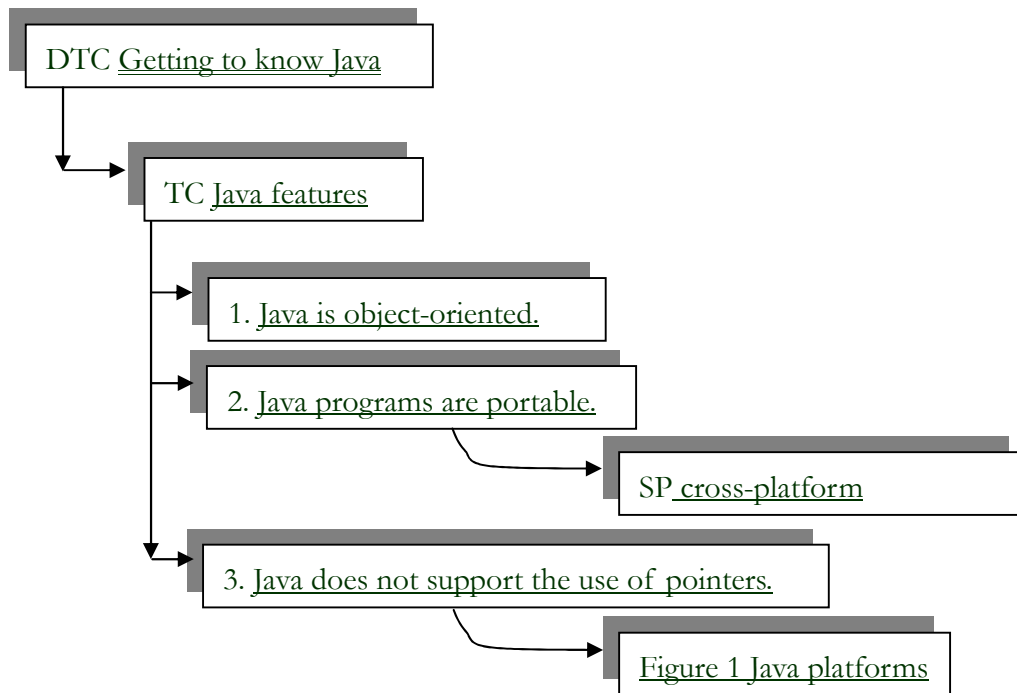 DTC Getting to know Java
TC Java features
1. Java is object-oriented.
2. Java programs are portable.
SP cross-platform
3. Java does not support the use of pointers.
Figure 1 Java platforms